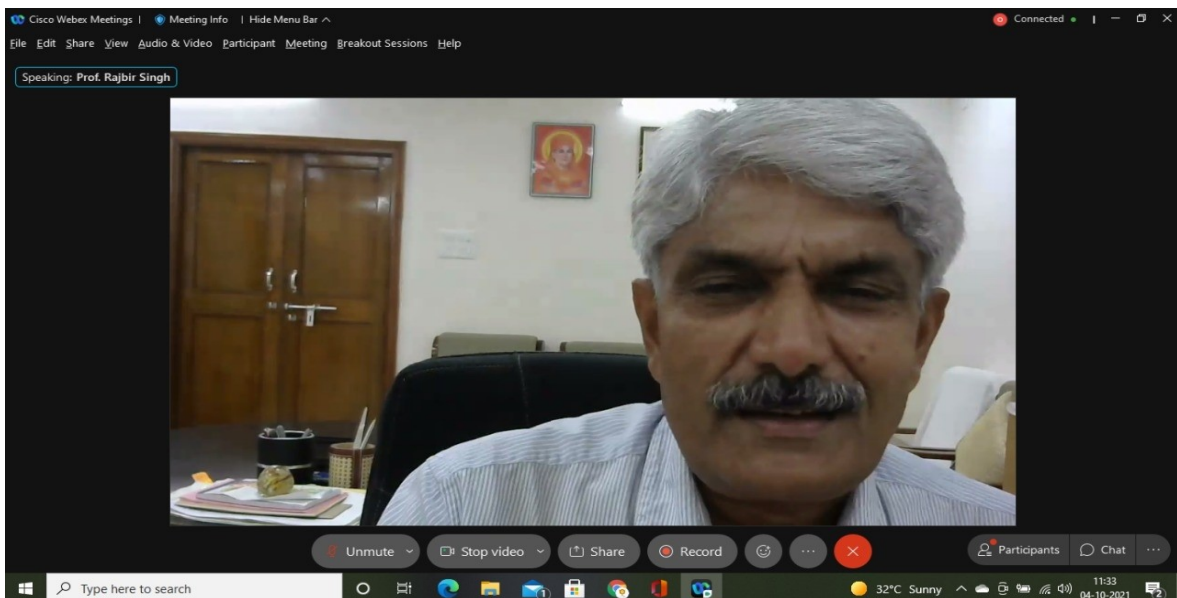 Cisco Webex Meetings | Meeting Info | Hide Menu Bar
Connected
File Edit Share View Audio & Video Participant Meeting Breakout Sessions Help
Speaking: Prof. Rajbir Singh
Unmute Stop video Share Record Participants Chat
Type here to search
32°C Sunny
11:33
04-10-2021